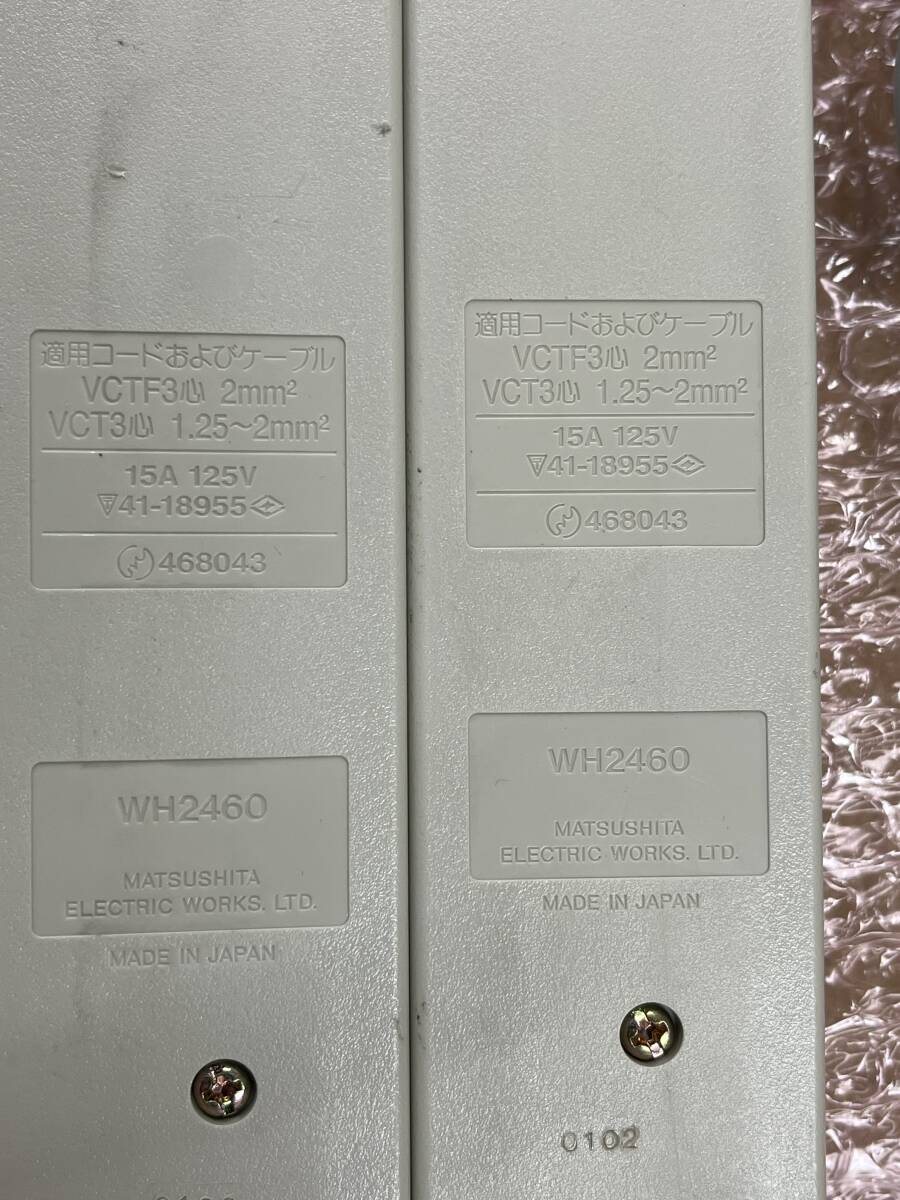 適用コードおよびケーブル
VCTF3心 2mm²
VCT3心 1.25～2mm²
15A 125V
41-18955
468043
WH2460
MATSUSHITA
ELECTRIC WORKS. LTD.
MADE IN JAPAN
適用コードおよびケーブル
VCTF3心 2mm²
VCT3心 1.25～2mm²
15A 125V
41-18955
468043
WH2460
MATSUSHITA
ELECTRIC WORKS. LTD.
MADE IN JAPAN
0102